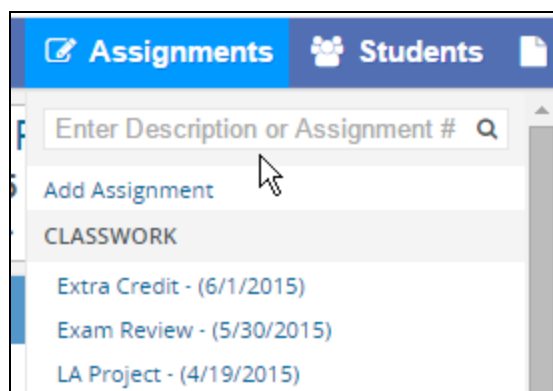 Assignments Students
Enter Description or Assignment #
Add Assignment
CLASSWORK
Extra Credit - (6/1/2015)
Exam Review - (5/30/2015)
LA Project - (4/19/2015)